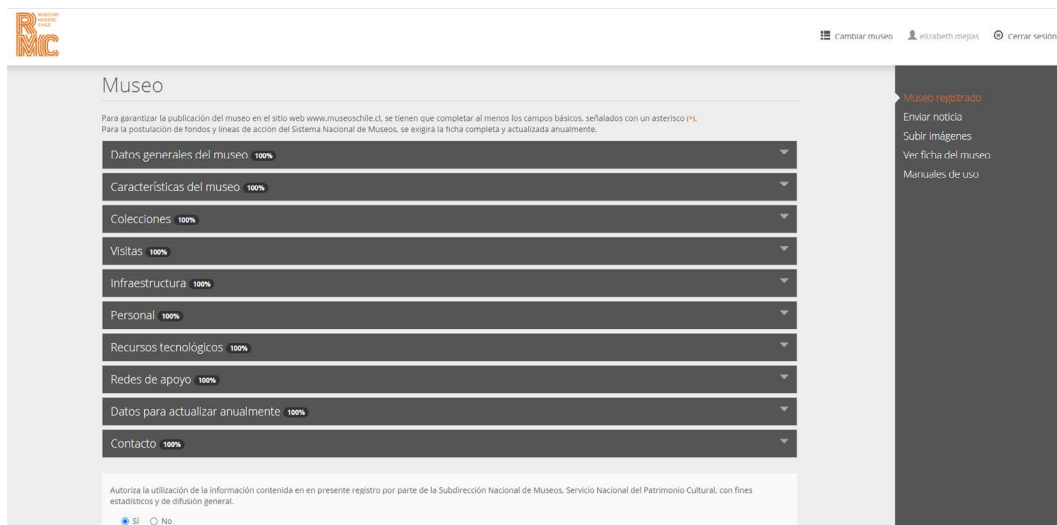 REGISTRO
MUSEOS
CHILE
RMC
Cambiar museo elizabeth.mejias Cerrar sesión
Museo
Para garantizar la publicación del museo en el sitio web www.museoschile.cl, se tienen que completar al menos los campos básicos, señalados con un asterisco (*).
Para la postulación de fondos y líneas de acción del Sistema Nacional de Museos, se exigirá la ficha completa y actualizada anualmente.
Datos generales del museo 100%
Características del museo 100%
Colecciones 100%
Visitas 100%
Infraestructura 100%
Personal 100%
Recursos tecnológicos 100%
Redes de apoyo 100%
Datos para actualizar anualmente 100%
Contacto 100%
Autoriza la utilización de la información contenida en en presente registro por parte de la Subdirección Nacional de Museos, Servicio Nacional del Patrimonio Cultural, con fines
estadísticos y de difusión general.
Sí No
Museo registrado
Enviar noticia
Subir imágenes
Ver ficha del museo
Manuales de uso